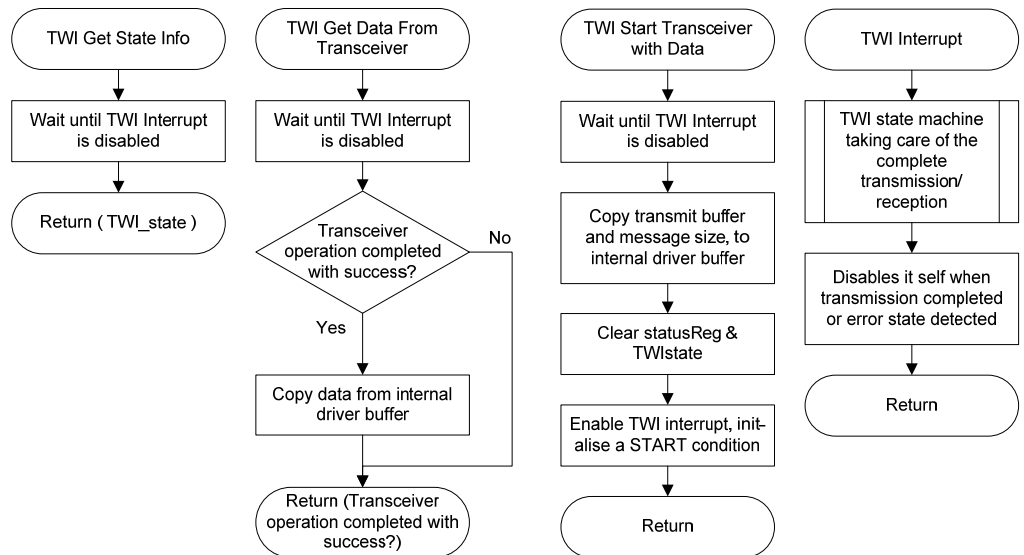 TWI Get State Info
Wait until TWI Interrupt
is disabled
Return ( TWI_state )
TWI Get Data From
Transceiver
Wait until TWI Interrupt
is disabled
Transceiver
operation completed
with success?
No
Yes
Copy data from internal
driver buffer
Return (Transceiver
operation completed with
success?)
TWI Start Transceiver
with Data
Wait until TWI Interrupt
is disabled
Copy transmit buffer
and message size, to
internal driver buffer
Clear statusReg &
TWIstate
Enable TWI interrupt, init-
alise a START condition
Return
TWI Interrupt
TWI state machine
taking care of the
complete
transmission/
reception
Disables it self when
transmission completed
or error state detected
Return